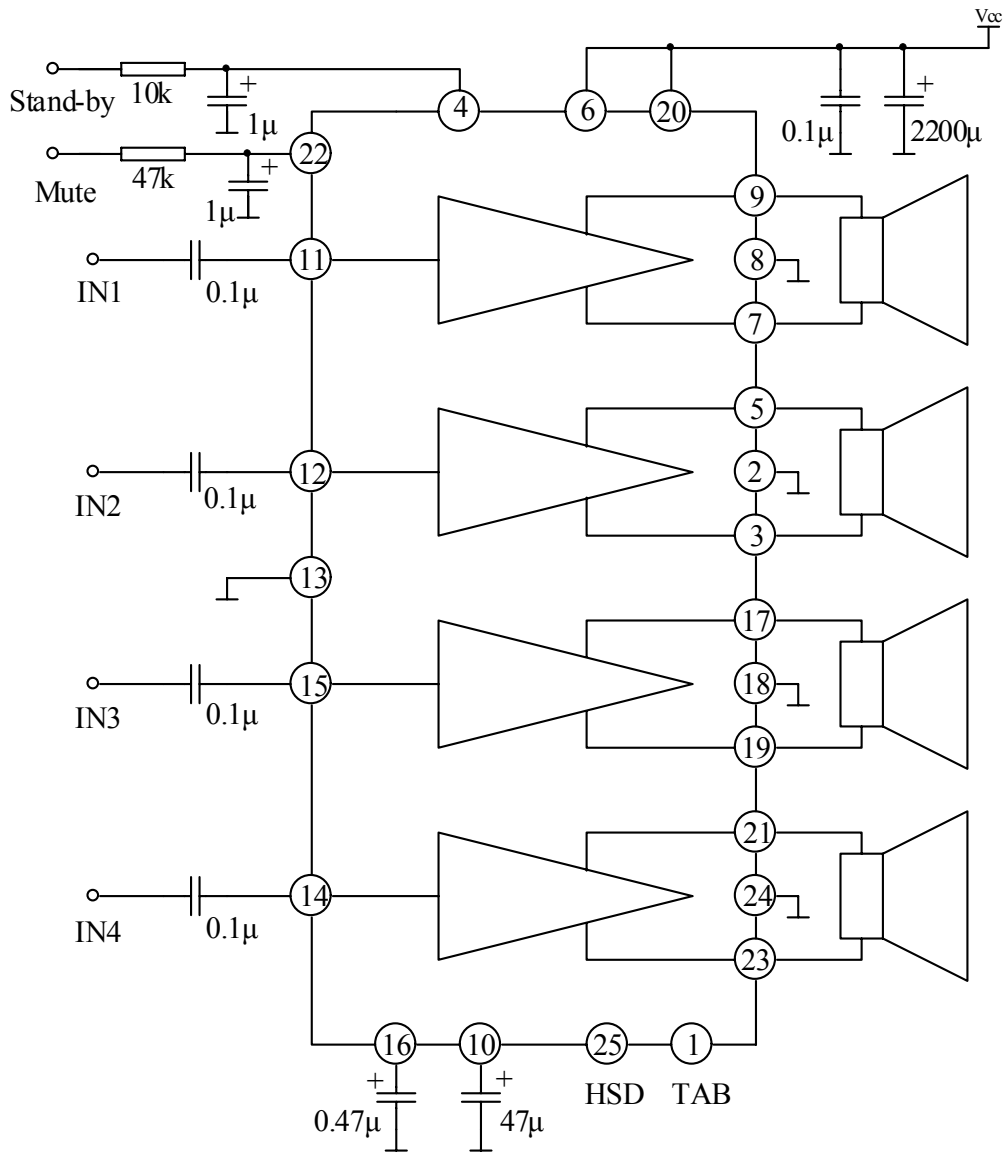 Vcc
+
+
Stand-by
10k
1µ
4
6
20
0.1µ
2200µ
22
+
Mute
47k
1µ
9
11
8
IN1
0.1µ
7
5
12
2
IN2
0.1µ
3
13
17
15
18
IN3
0.1µ
19
21
14
24
IN4
0.1µ
23
16
10
25
1
+
+
HSD
TAB
0.47µ
47µ